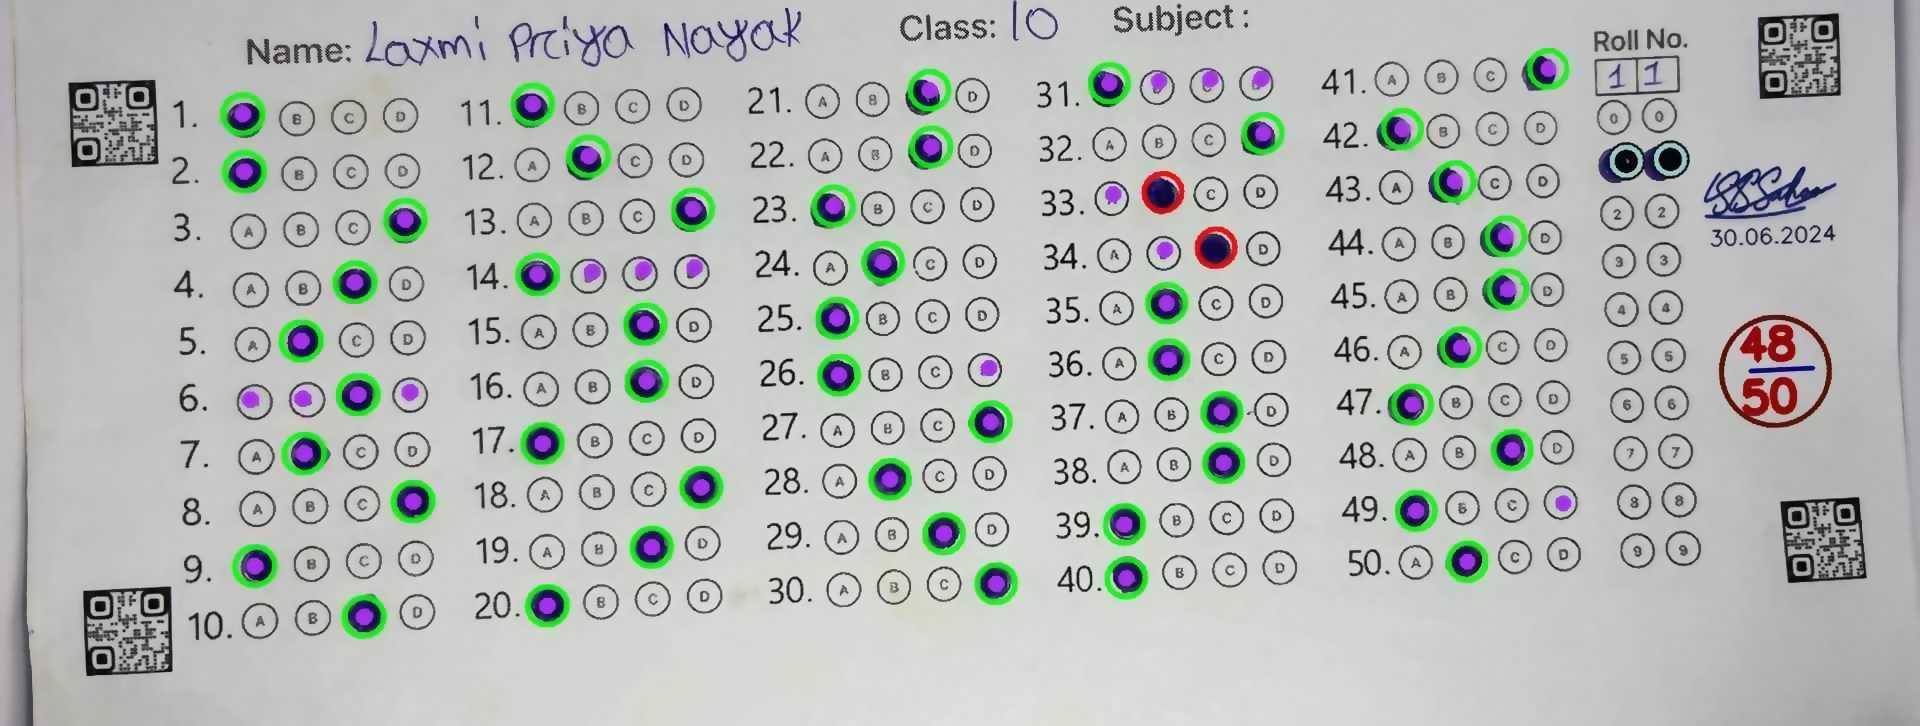 Name: Laxmi Priya Nayak Class: 10 Subject :
1. B C D
2. B C D
3. A B C
4. A B D
5. A C D
6.
7. A C D
8. A B C
9. B C D
10. A B D
11. B C D
12. A C D
13. A B C
14.
15. A B D
16. A B D
17. B C D
18. A B C
19. A B D
20. B C D
21. A B D
22. A B D
23. B C D
24. A C D
25. B C D
26. B C
27. A B C
28. A C D
29. A B D
30. A B C
31.
32. A B C
33. C D
34. A D
35. A C D
36. A C D
37. A B D
38. A B D
39. B C D
40. B C D
41. A B C
42. B C D
43. A C D
44. A B D
45. A B D
46. A C D
47. B C D
48. A B D
49. B C
50. A C D
Roll No.
1 1
0 0
2 2
3 3
4 4
5 5
6 6
7 7
8 8
9 9
30.06.2024
48
50